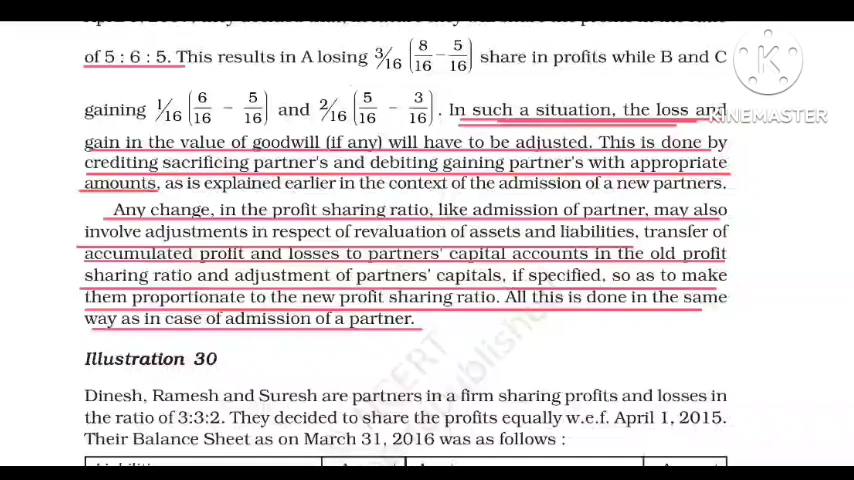 of 5 : 6 : 5. This results in A losing 3/16 (8/16 − 5/16) share in profits while B and C
gaining 1/16 (6/16 − 5/16) and 2/16 (5/16 − 3/16). In such a situation, the loss and
gain in the value of goodwill (if any) will have to be adjusted. This is done by
crediting sacrificing partner's and debiting gaining partner's with appropriate
amounts, as is explained earlier in the context of the admission of a new partners.
Any change, in the profit sharing ratio, like admission of partner, may also
involve adjustments in respect of revaluation of assets and liabilities, transfer of
accumulated profit and losses to partners' capital accounts in the old profit
sharing ratio and adjustment of partners' capitals, if specified, so as to make
them proportionate to the new profit sharing ratio. All this is done in the same
way as in case of admission of a partner.
Illustration 30
Dinesh, Ramesh and Suresh are partners in a firm sharing profits and losses in
the ratio of 3:3:2. They decided to share the profits equally w.e.f. April 1, 2015.
Their Balance Sheet as on March 31, 2016 was as follows :
K
KINEMASTER
NCERT